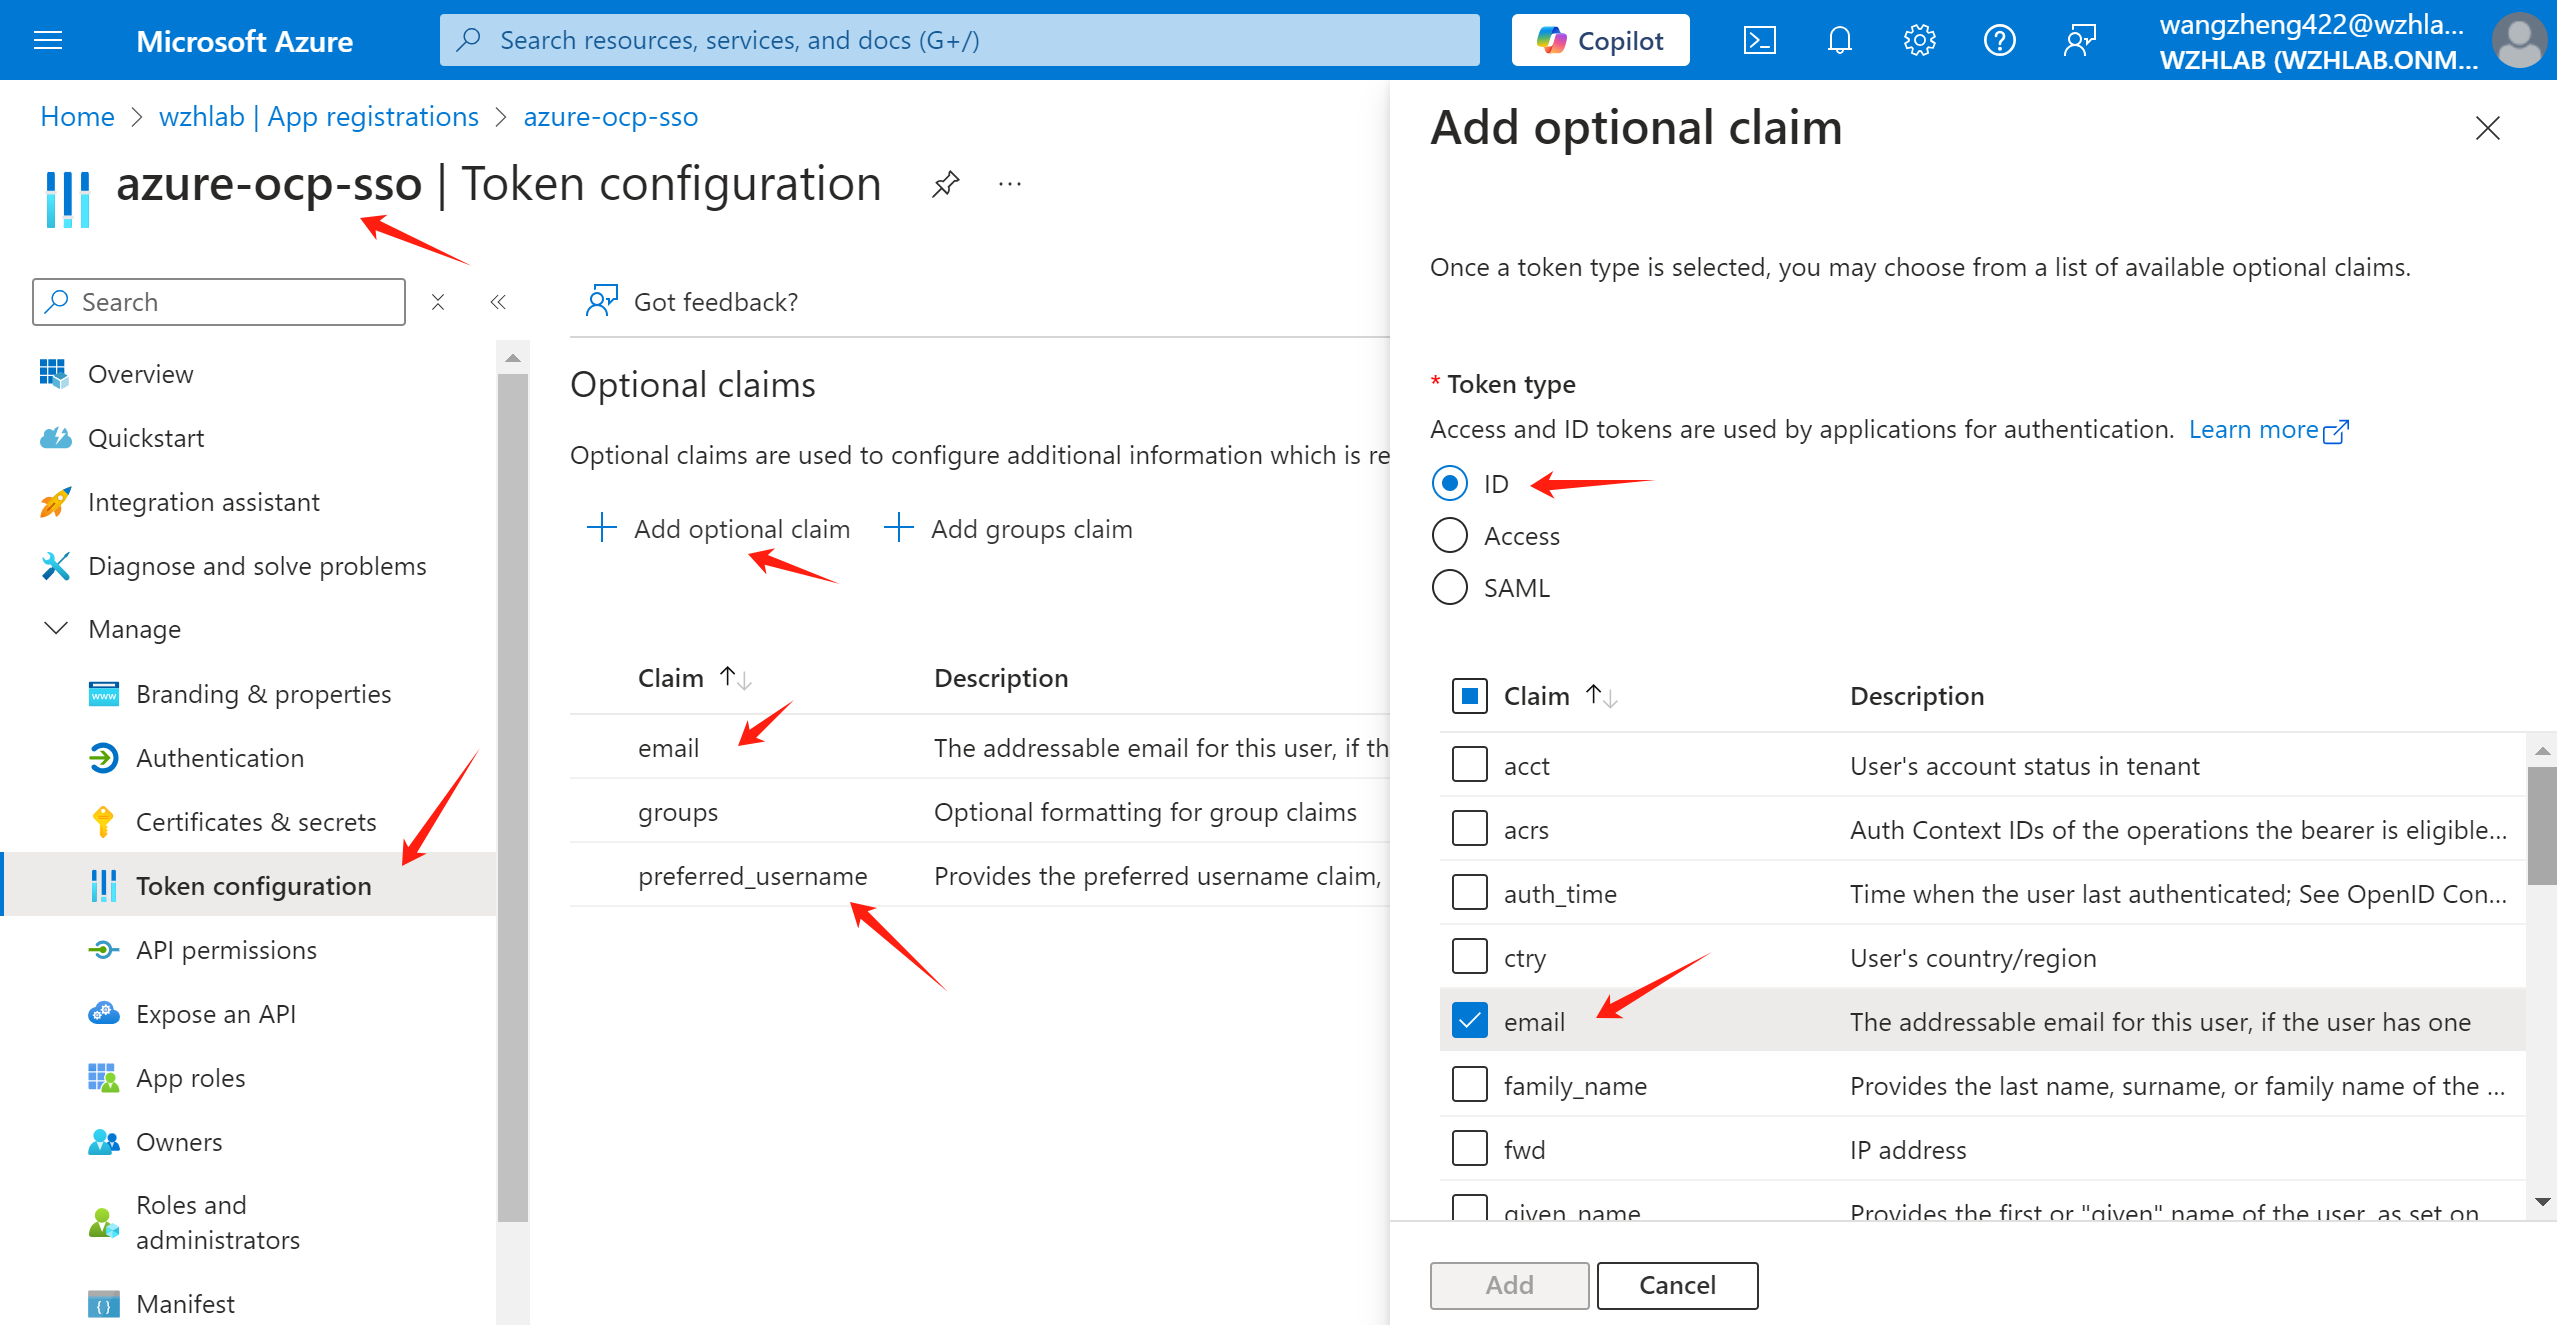 Microsoft Azure
Search resources, services, and docs (G+/)
Copilot
wangzheng422@wzhla...
WZHLAB (WZHLAB.ONM...
Home > wzhlab | App registrations > azure-ocp-sso
azure-ocp-sso | Token configuration
Search
Overview
Quickstart
Integration assistant
Diagnose and solve problems
Manage
Branding & properties
Authentication
Certificates & secrets
Token configuration
API permissions
Expose an API
App roles
Owners
Roles and
administrators
Manifest
Got feedback?
Optional claims
Optional claims are used to configure additional information which is re
Add optional claim
Add groups claim
Claim Description
email The addressable email for this user, if th
groups Optional formatting for group claims
preferred_username Provides the preferred username claim,
Add optional claim
Once a token type is selected, you may choose from a list of available optional claims.
* Token type
Access and ID tokens are used by applications for authentication. Learn more
ID
Access
SAML
Claim Description
acct User's account status in tenant
acrs Auth Context IDs of the operations the bearer is eligible...
auth_time Time when the user last authenticated; See OpenID Con...
ctry User's country/region
email The addressable email for this user, if the user has one
family_name Provides the last name, surname, or family name of the ...
fwd IP address
given_name Provides the first or "given" name of the user, as set on
Add
Cancel